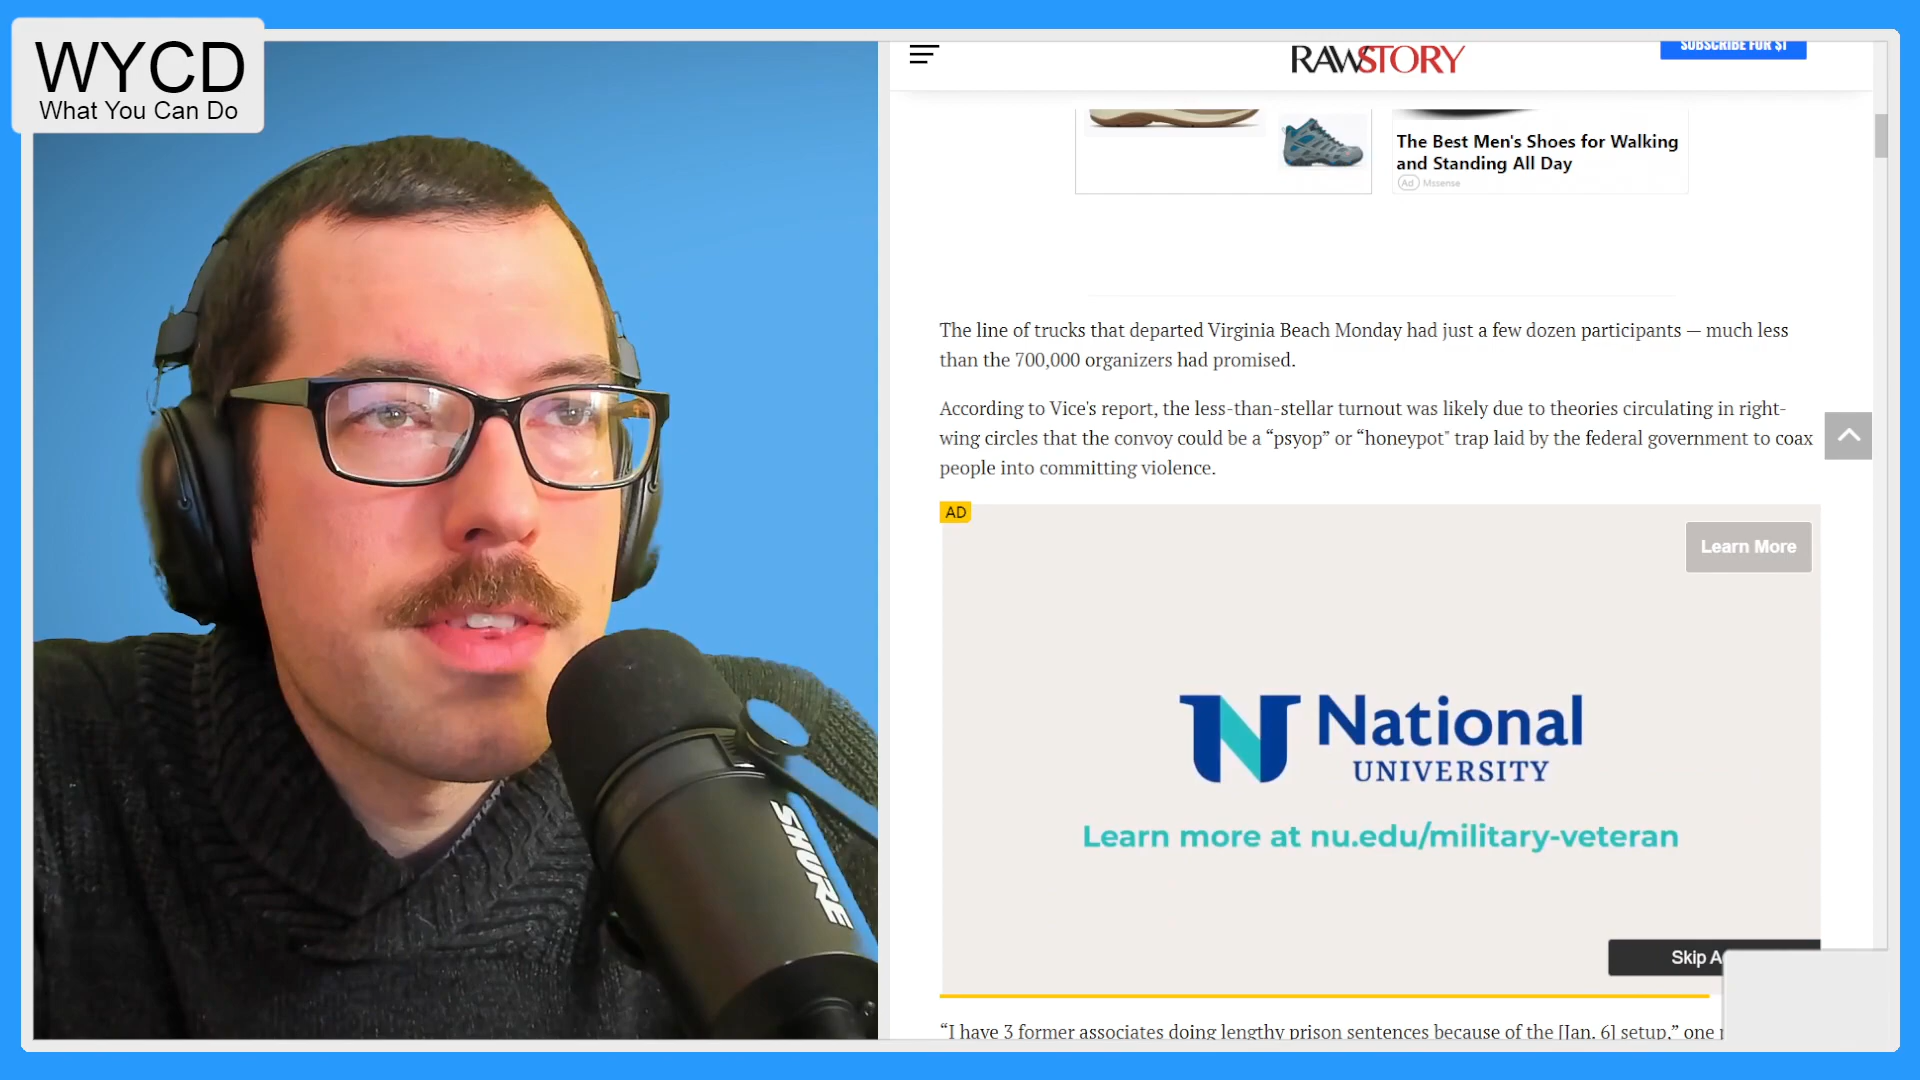 WYCD
What You Can Do
RAWSTORY
SUBSCRIBE FOR $1
The Best Men's Shoes for Walking
and Standing All Day
Ad Mssense
The line of trucks that departed Virginia Beach Monday had just a few dozen participants — much less
than the 700,000 organizers had promised.
According to Vice's report, the less-than-stellar turnout was likely due to theories circulating in right-
wing circles that the convoy could be a “psyop” or “honeypot" trap laid by the federal government to coax
people into committing violence.
AD
Learn More
National
UNIVERSITY
Learn more at nu.edu/military-veteran
Skip A
“I have 3 former associates doing lengthy prison sentences because of the [Jan. 6] setup,” one
SHURE